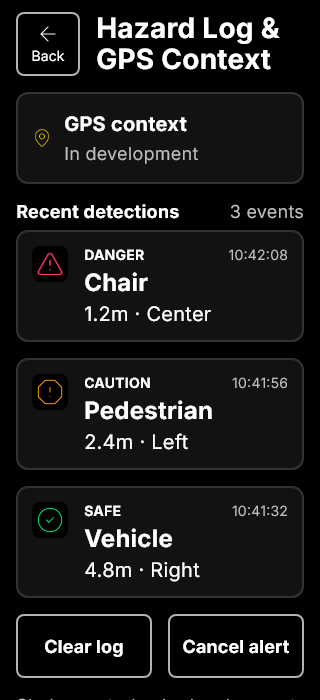 Hazard Log &
GPS Context
Back
GPS context
In development
Recent detections
3 events
DANGER
10:42:08
Chair
1.2m · Center
CAUTION
10:41:56
Pedestrian
2.4m · Left
SAFE
10:41:32
Vehicle
4.8m · Right
Clear log
Cancel alert